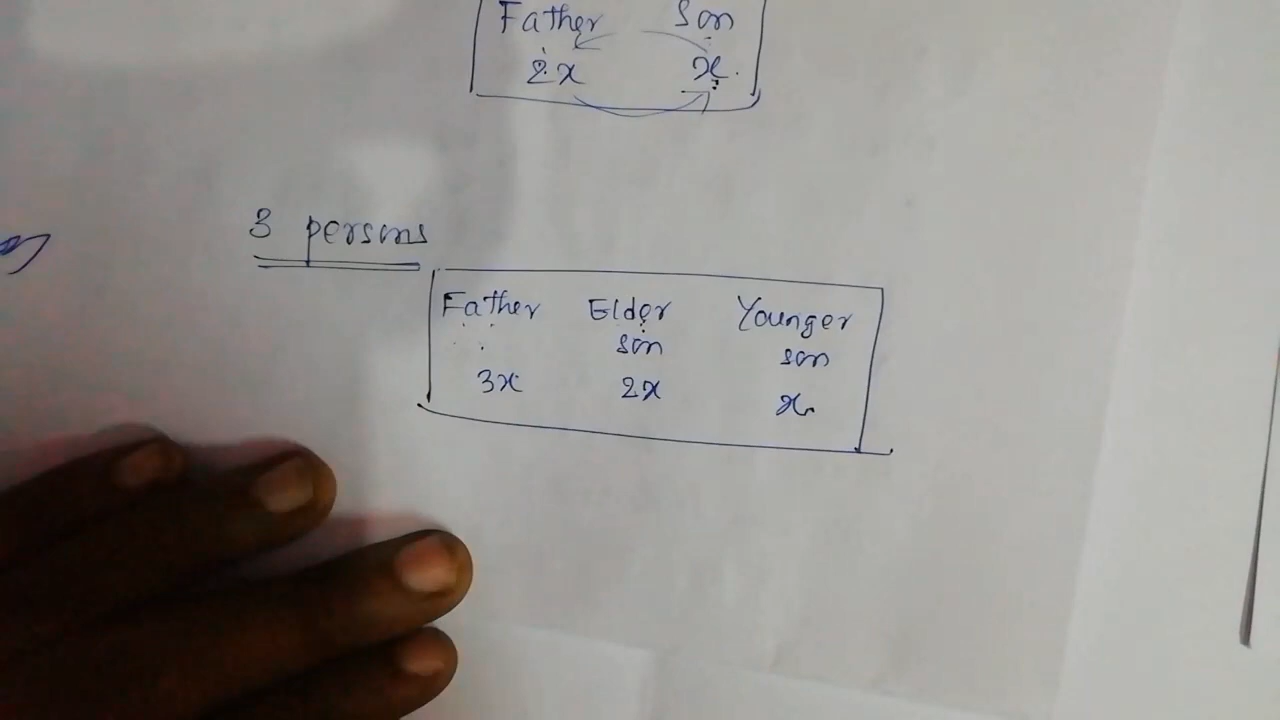 Father Son
2x x
3 persons
Father Elder Younger
son son
3x 2x x